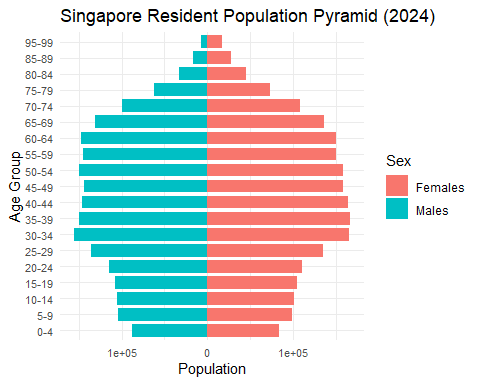 Singapore Resident Population Pyramid (2024)
Age Group
95-99
85-89
80-84
75-79
70-74
65-69
60-64
55-59
50-54
45-49
40-44
35-39
30-34
25-29
20-24
15-19
10-14
5-9
0-4
1e+05 0 1e+05
Population
Sex
Females
Males